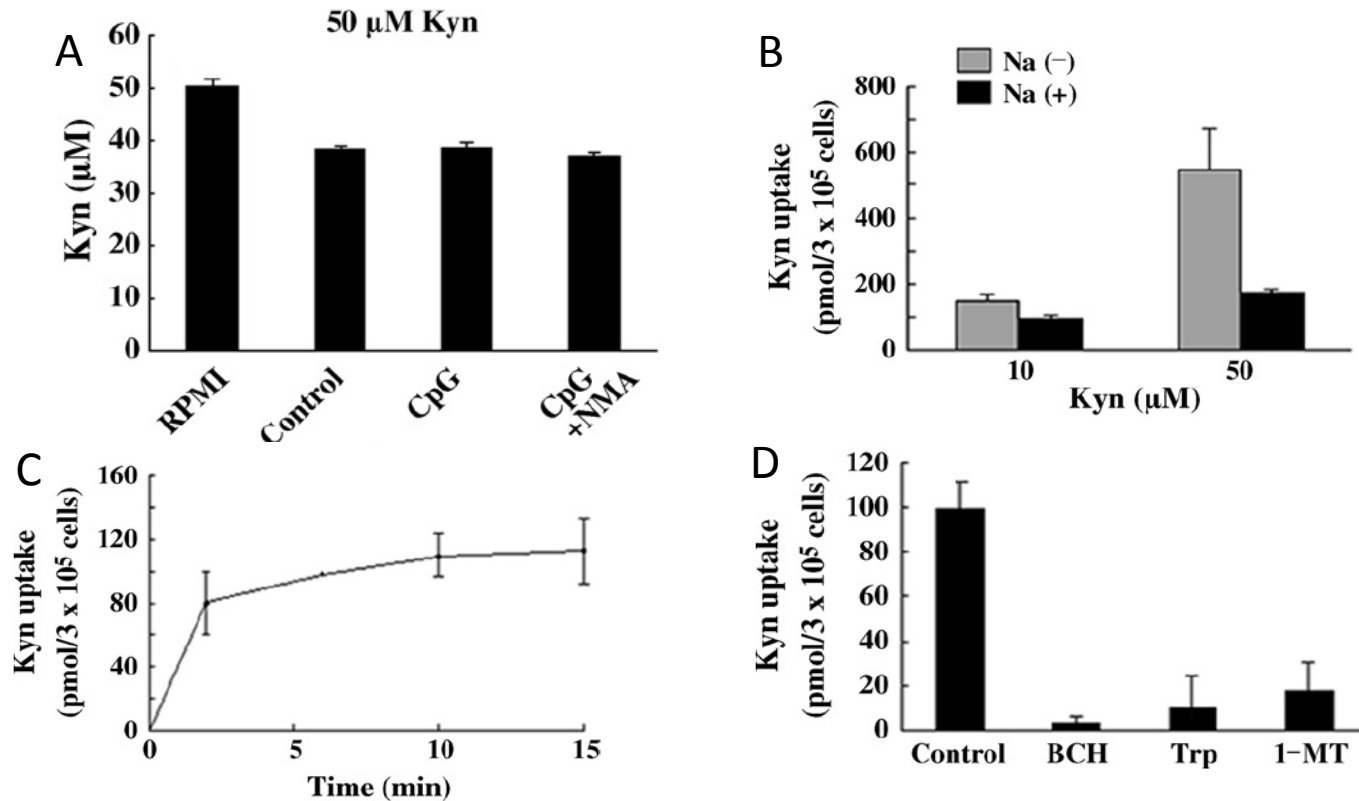 A
50 µM Kyn
Kyn (µM)
60
50
40
30
20
10
0
RPMI
Control
CpG
CpG
+NMA
B
Na (−)
Na (+)
Kyn uptake
(pmol/3 x 10⁵ cells)
800
600
400
200
0
10
50
Kyn (µM)
C
Kyn uptake
(pmol/3 x 10⁵ cells)
160
120
80
40
0
0
5
10
15
Time (min)
D
Kyn uptake
(pmol/3 x 10⁵ cells)
120
100
80
60
40
20
0
Control
BCH
Trp
1−MT